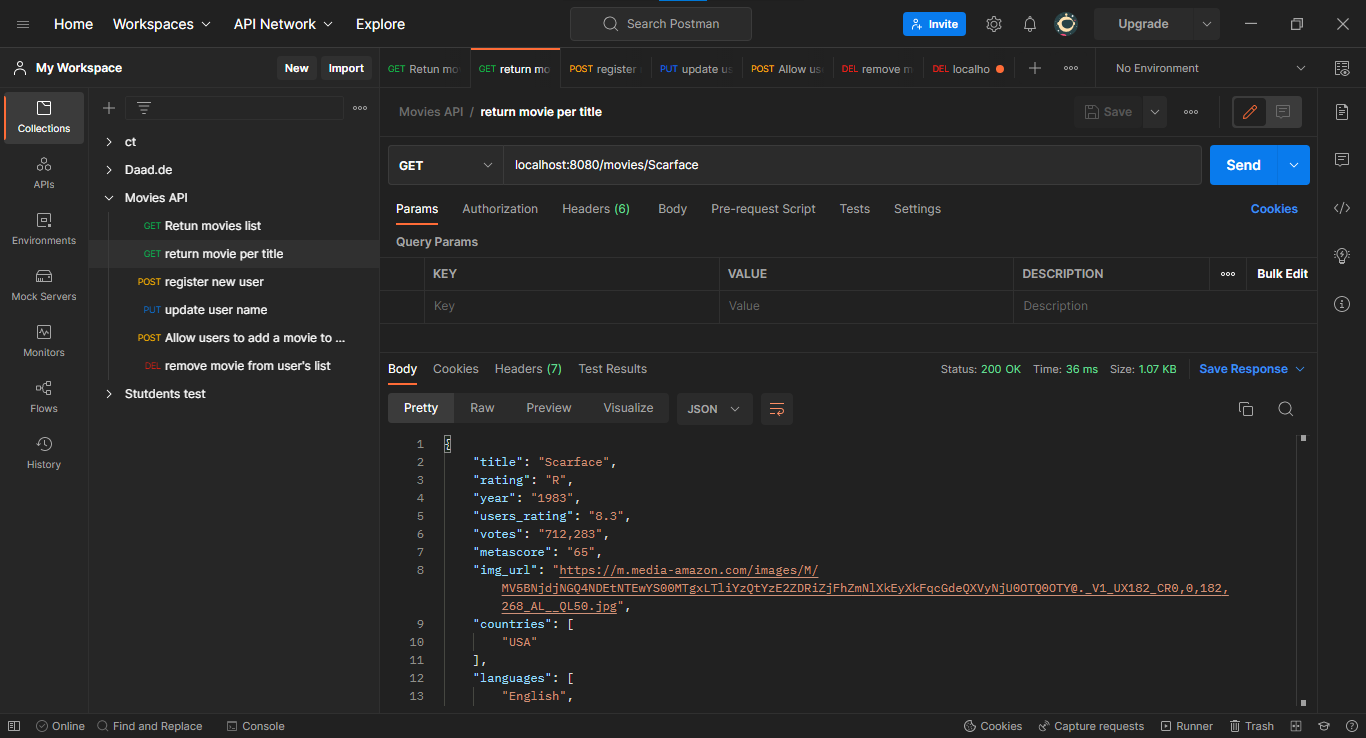 Home Workspaces API Network Explore Search Postman Invite Upgrade
My Workspace New Import GET Retun mo GET return mo POST register PUT update us POST Allow us DEL remove m DEL localho No Environment
Collections
APIs
Environments
Mock Servers
Monitors
Flows
History
ct
Daad.de
Movies API
GET Retun movies list
GET return movie per title
POST register new user
PUT update user name
POST Allow users to add a movie to ...
DEL remove movie from user's list
Stutdents test
Movies API / return movie per title Save
GET localhost:8080/movies/Scarface Send
Params Authorization Headers (6) Body Pre-request Script Tests Settings Cookies
Query Params
KEY VALUE DESCRIPTION Bulk Edit
Key Value Description
Body Cookies Headers (7) Test Results Status: 200 OK Time: 36 ms Size: 1.07 KB Save Response
Pretty Raw Preview Visualize JSON
1 {
2 "title": "Scarface",
3 "rating": "R",
4 "year": "1983",
5 "users_rating": "8.3",
6 "votes": "712,283",
7 "metascore": "65",
8 "img_url": "https://m.media-amazon.com/images/M/
MV5BNjdjNGQ4NDEtNTEwYS00MTgxLTliYzQtYzE2ZDRiZjFhZmNlXkEyXkFqcGdeQXVyNjU0OTQ0OTY@._V1_UX182_CR0,0,182,
268_AL__QL50.jpg",
9 "countries": [
10 "USA"
11 ],
12 "languages": [
13 "English",
Online Find and Replace Console Cookies Capture requests Runner Trash